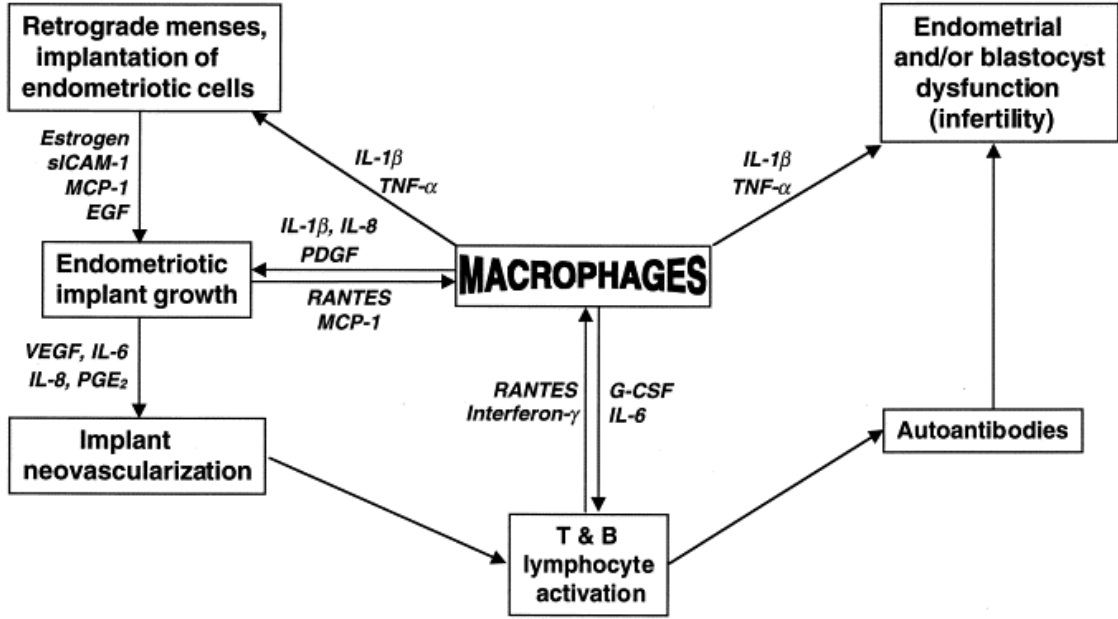 Retrograde menses,
implantation of
endometriotic cells
Endometrial
and/or blastocyst
dysfunction
(infertility)
Estrogen
sICAM-1
MCP-1
EGF
IL-1β
TNF-α
IL-1β
TNF-α
IL-1β, IL-8
PDGF
Endometriotic
implant growth
MACROPHAGES
RANTES
MCP-1
VEGF, IL-6
IL-8, PGE₂
RANTES
Interferon-γ
G-CSF
IL-6
Implant
neovascularization
Autoantibodies
T & B
lymphocyte
activation